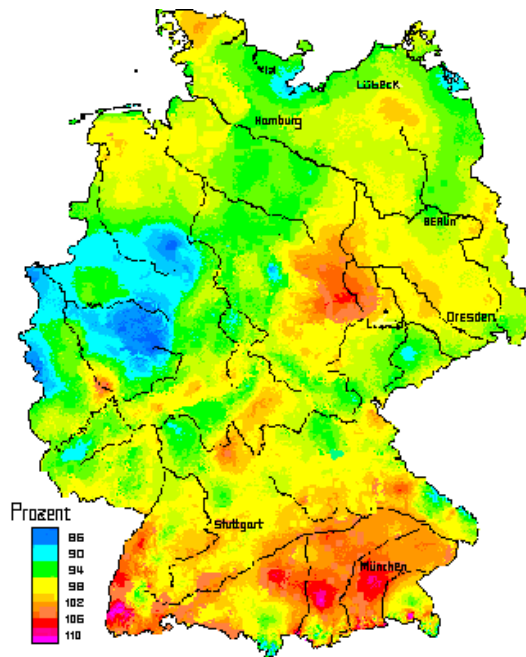 Kiel
Lübeck
Hamburg
BERlin
Dresden
Stuttgart
München
Prozent
86
90
94
98
102
106
110